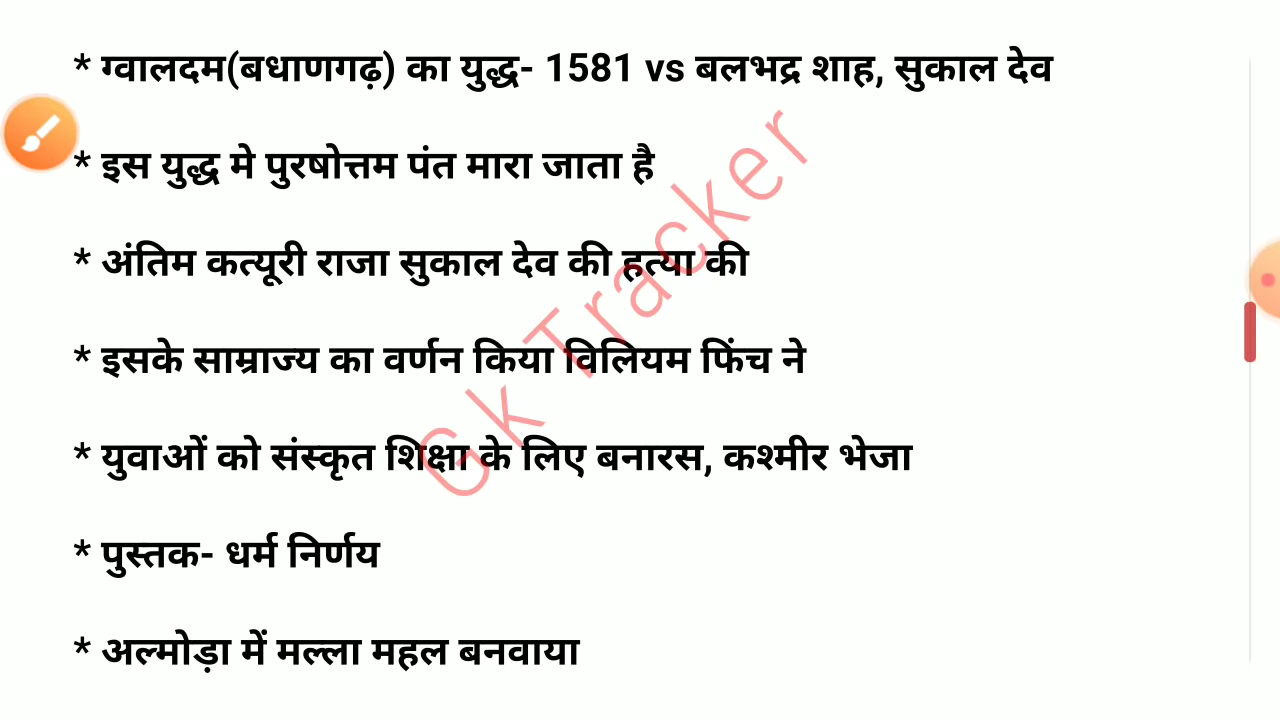 * ग्वालदम(बधाणगढ़) का युद्ध- 1581 vs बलभद्र शाह, सुकाल देव
* इस युद्ध मे पुरषोत्तम पंत मारा जाता है
* अंतिम कत्यूरी राजा सुकाल देव की हत्या की
* इसके साम्राज्य का वर्णन किया विलियम फिंच ने
* युवाओं को संस्कृत शिक्षा के लिए बनारस, कश्मीर भेजा
* पुस्तक- धर्म निर्णय
* अल्मोड़ा में मल्ला महल बनवाया
Gk Tracker